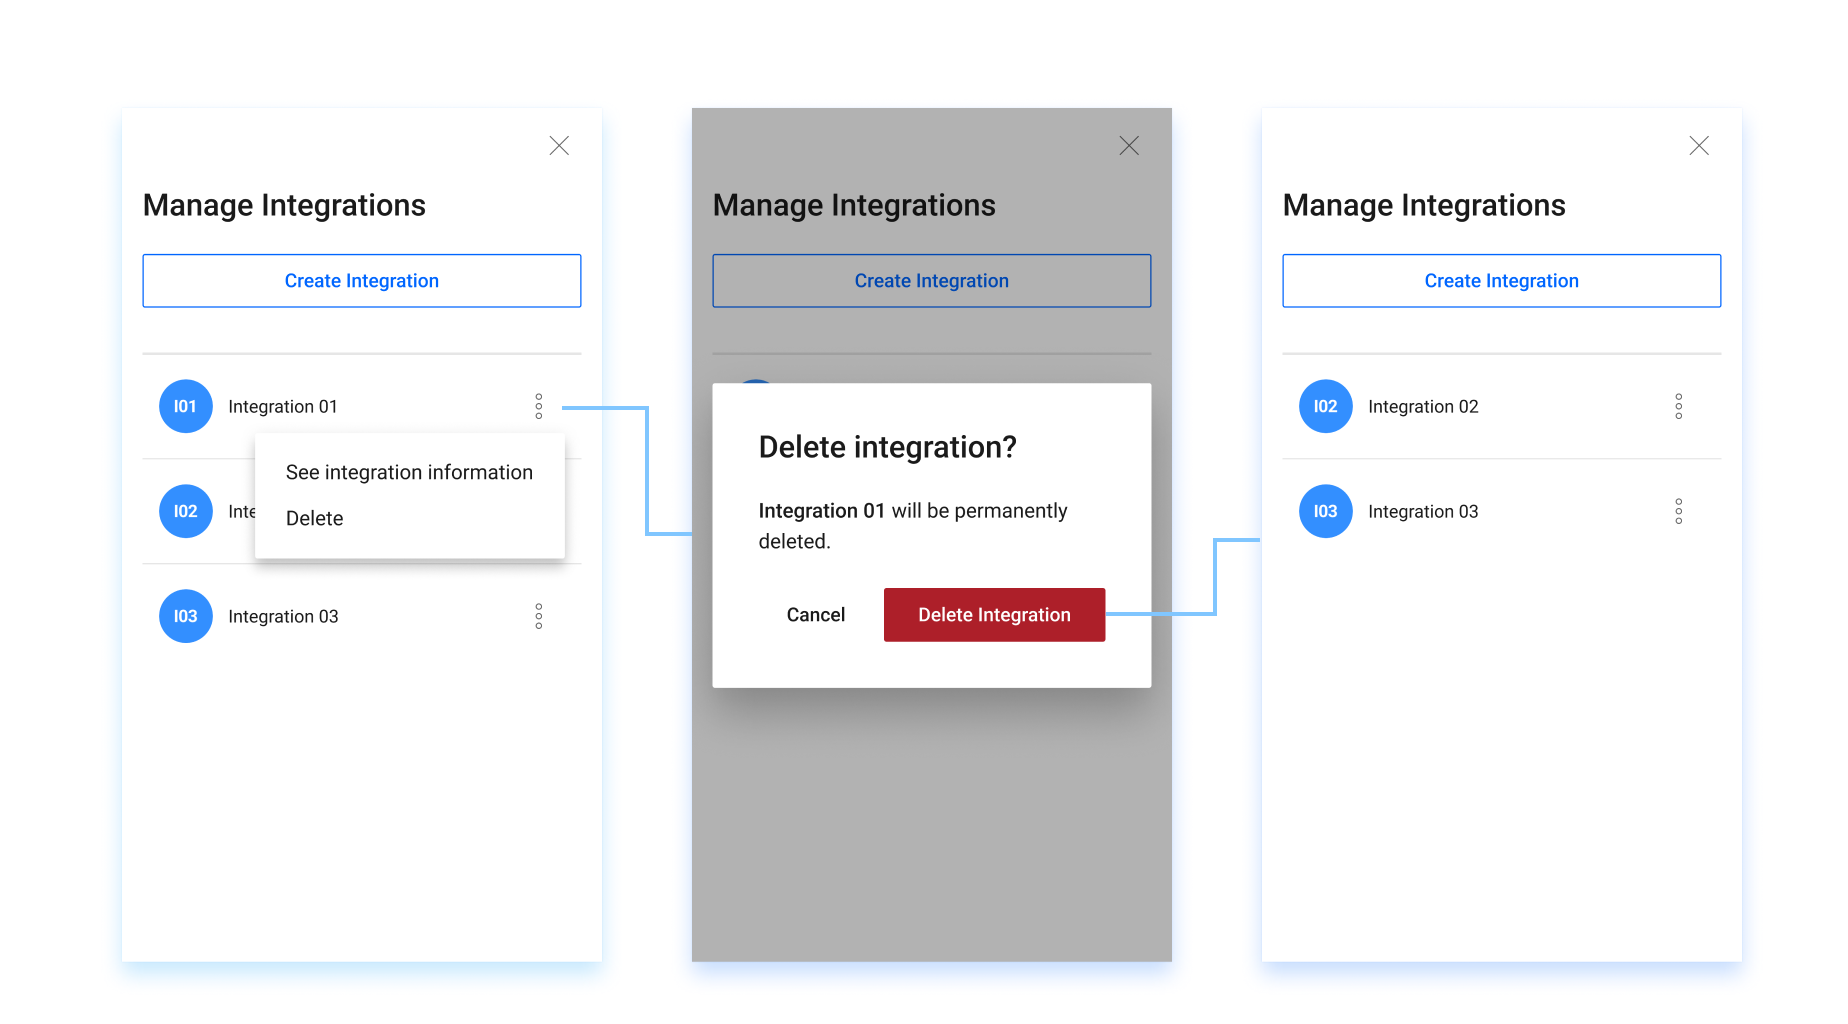 Manage Integrations
Create Integration
I01
Integration 01
See integration information
I02
Inte
Delete
I03
Integration 03
Manage Integrations
Create Integration
Delete integration?
Integration 01 will be permanently
deleted.
Cancel
Delete Integration
Manage Integrations
Create Integration
I02
Integration 02
I03
Integration 03